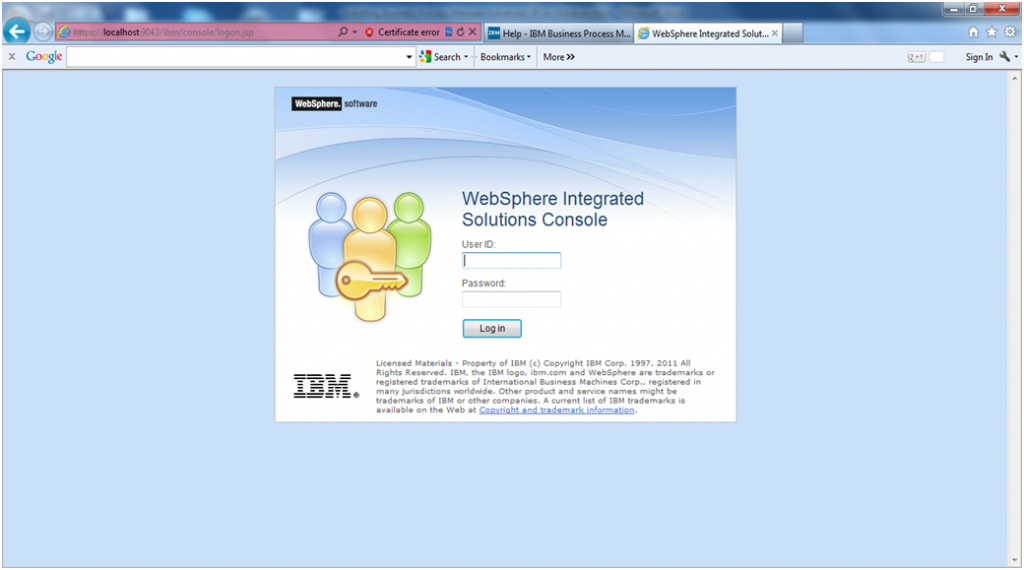 https://localhost:9043/ibm/console/logon.jsp
Certificate error
IBM Help - IBM Business Process M...
WebSphere Integrated Solut...
X Google Search Bookmarks More »
g+1
Sign In
WebSphere. software
WebSphere Integrated
Solutions Console
User ID:
Password:
Log in
IBM®
Licensed Materials - Property of IBM (c) Copyright IBM Corp. 1997, 2011 All
Rights Reserved. IBM, the IBM logo, ibm.com and WebSphere are trademarks or
registered trademarks of International Business Machines Corp., registered in
many jurisdictions worldwide. Other product and service names might be
trademarks of IBM or other companies. A current list of IBM trademarks is
available on the Web at Copyright and trademark information.